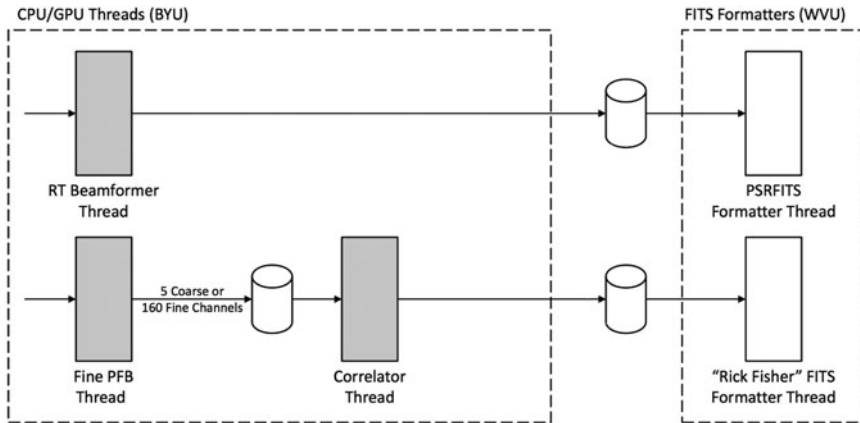 CPU/GPU Threads (BYU)
FITS Formatters (WVU)
RT Beamformer
Thread
PSRFITS
Formatter Thread
5 Coarse or
160 Fine Channels
Fine PFB
Thread
Correlator
Thread
“Rick Fisher” FITS
Formatter Thread